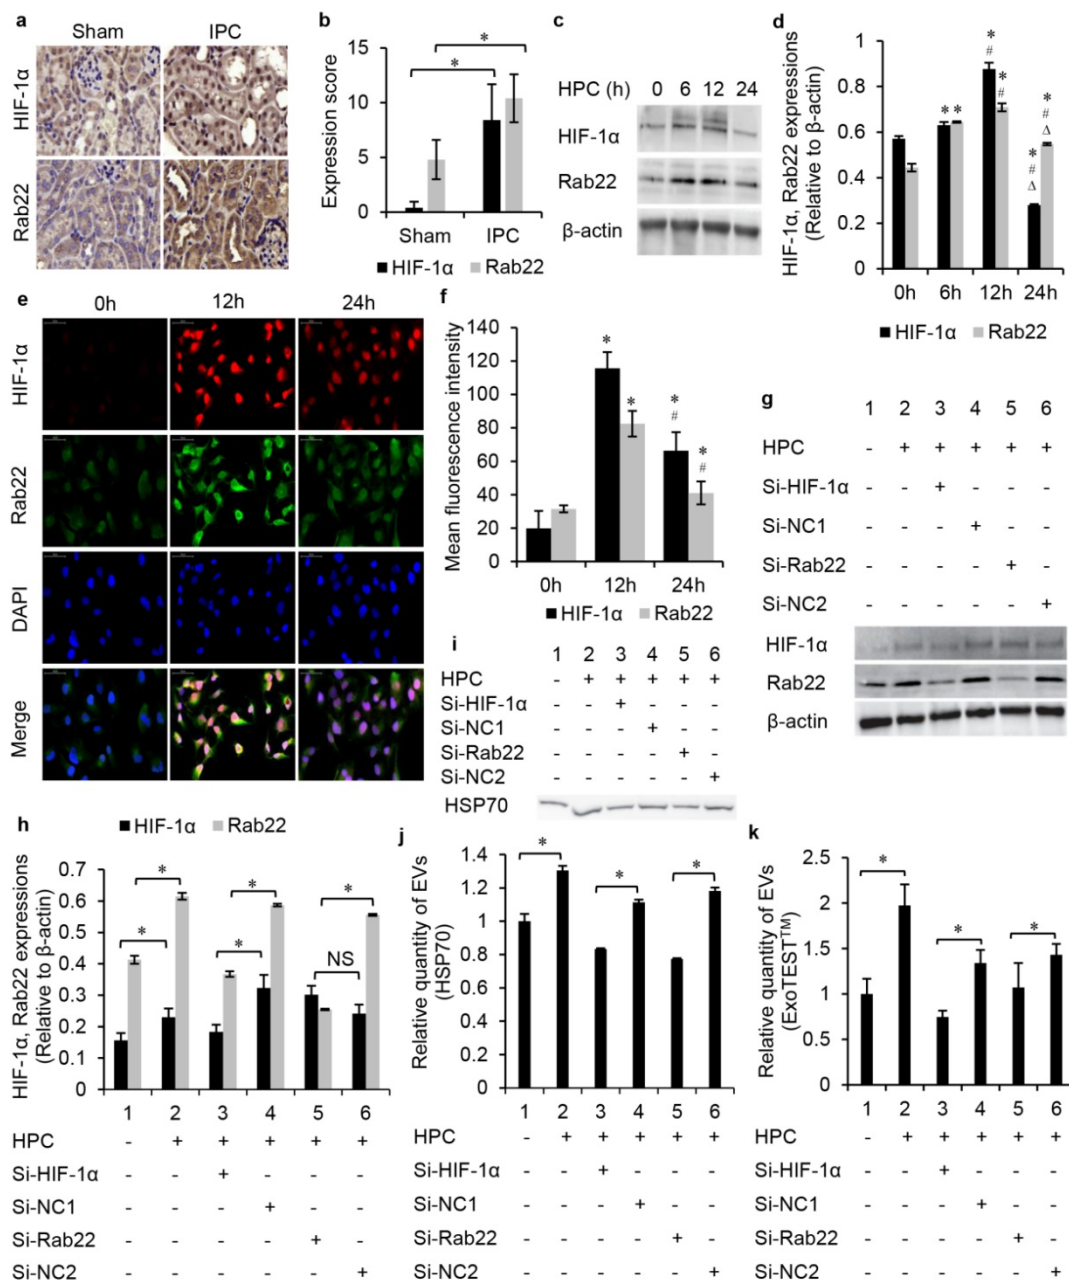 a
Sham IPC
HIF-1α
Rab22
b
Expression score
15
10
5
0
* *
Sham IPC
HIF-1α Rab22
c
HPC (h) 0 6 12 24
HIF-1α
Rab22
β-actin
d
HIF-1α, Rab22 expressions
(Relative to β-actin)
1
0.8
0.6
0.4
0.2
0
* *
* #
* #
* # Δ
* # Δ
0h 6h 12h 24h
HIF-1α Rab22
e
0h 12h 24h
HIF-1α
Rab22
DAPI
Merge
f
Mean fluorescence intensity
140
120
100
80
60
40
20
0
* * * # * #
0h 12h 24h
HIF-1α Rab22
g
1 2 3 4 5 6
HPC - + + + + +
Si-HIF-1α - - + - - -
Si-NC1 - - - + - -
Si-Rab22 - - - - + -
Si-NC2 - - - - - +
HIF-1α
Rab22
β-actin
i
1 2 3 4 5 6
HPC - + + + + +
Si-HIF-1α - - + - - -
Si-NC1 - - - + - -
Si-Rab22 - - - - + -
Si-NC2 - - - - - +
HSP70
h
HIF-1α Rab22
HIF-1α, Rab22 expressions
(Relative to β-actin)
0.7
0.6
0.5
0.4
0.3
0.2
0.1
0
* * * * * NS
1 2 3 4 5 6
HPC - + + + + +
Si-HIF-1α - - + - - -
Si-NC1 - - - + - -
Si-Rab22 - - - - + -
Si-NC2 - - - - - +
j
Relative quantity of EVs
(HSP70)
1.4
1.2
1
0.8
0.6
0.4
0.2
0
* * *
1 2 3 4 5 6
HPC - + + + + +
Si-HIF-1α - - + - - -
Si-NC1 - - - + - -
Si-Rab22 - - - - + -
Si-NC2 - - - - - +
k
Relative quantity of EVs
(ExoTEST™)
2.5
2
1.5
1
0.5
0
* * *
1 2 3 4 5 6
HPC - + + + + +
Si-HIF-1α - - + - - -
Si-NC1 - - - + - -
Si-Rab22 - - - - + -
Si-NC2 - - - - - +